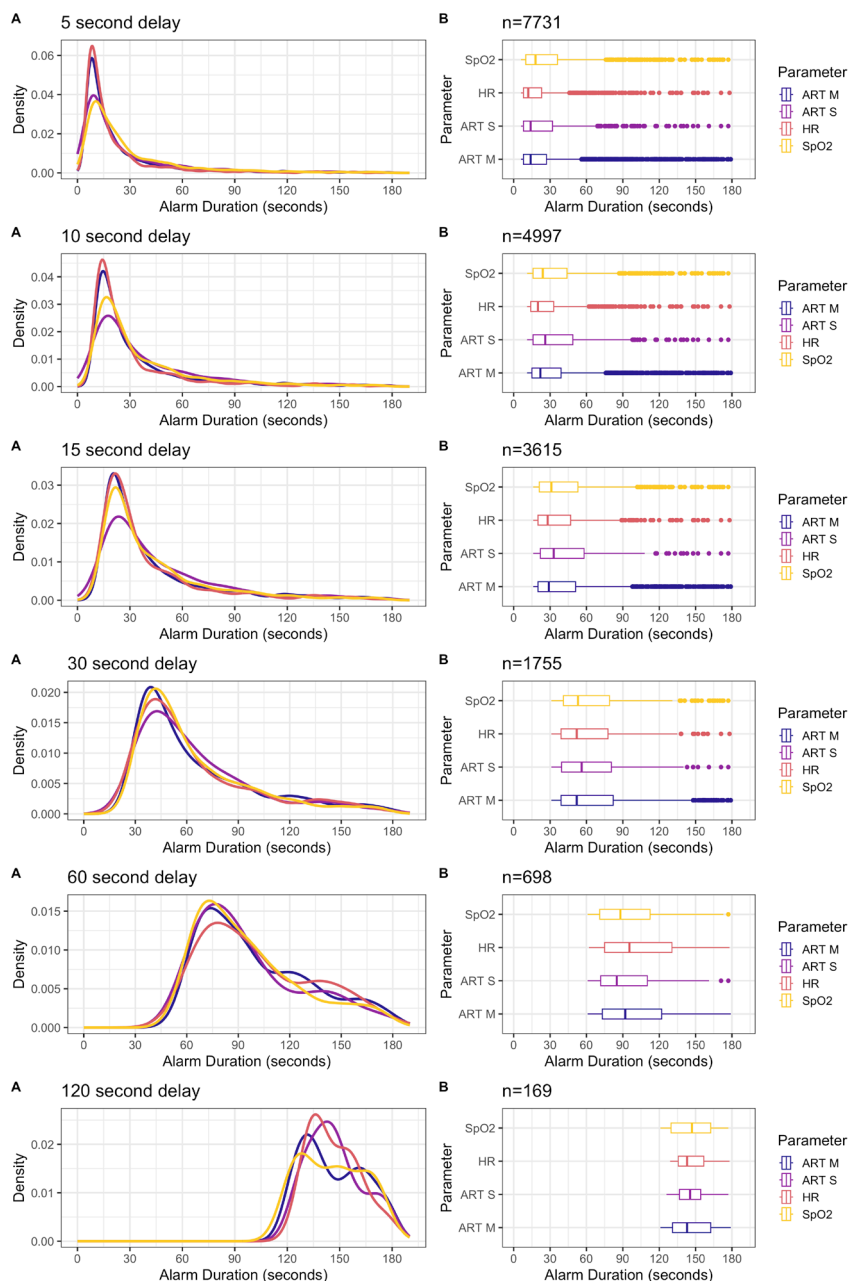 A
5 second delay
0.06
0.04
0.02
0.00
Density
0 30 60 90 120 150 180
Alarm Duration (seconds)
B
n=7731
SpO2
HR
ART S
ART M
Parameter
0 30 60 90 120 150 180
Alarm Duration (seconds)
Parameter
ART M
ART S
HR
SpO2
A
10 second delay
0.04
0.03
0.02
0.01
0.00
Density
0 30 60 90 120 150 180
Alarm Duration (seconds)
B
n=4997
SpO2
HR
ART S
ART M
Parameter
0 30 60 90 120 150 180
Alarm Duration (seconds)
Parameter
ART M
ART S
HR
SpO2
A
15 second delay
0.03
0.02
0.01
0.00
Density
0 30 60 90 120 150 180
Alarm Duration (seconds)
B
n=3615
SpO2
HR
ART S
ART M
Parameter
0 30 60 90 120 150 180
Alarm Duration (seconds)
Parameter
ART M
ART S
HR
SpO2
A
30 second delay
0.020
0.015
0.010
0.005
0.000
Density
0 30 60 90 120 150 180
Alarm Duration (seconds)
B
n=1755
SpO2
HR
ART S
ART M
Parameter
0 30 60 90 120 150 180
Alarm Duration (seconds)
Parameter
ART M
ART S
HR
SpO2
A
60 second delay
0.015
0.010
0.005
0.000
Density
0 30 60 90 120 150 180
Alarm Duration (seconds)
B
n=698
SpO2
HR
ART S
ART M
Parameter
0 30 60 90 120 150 180
Alarm Duration (seconds)
Parameter
ART M
ART S
HR
SpO2
A
120 second delay
0.02
0.01
0.00
Density
0 30 60 90 120 150 180
Alarm Duration (seconds)
B
n=169
SpO2
HR
ART S
ART M
Parameter
0 30 60 90 120 150 180
Alarm Duration (seconds)
Parameter
ART M
ART S
HR
SpO2